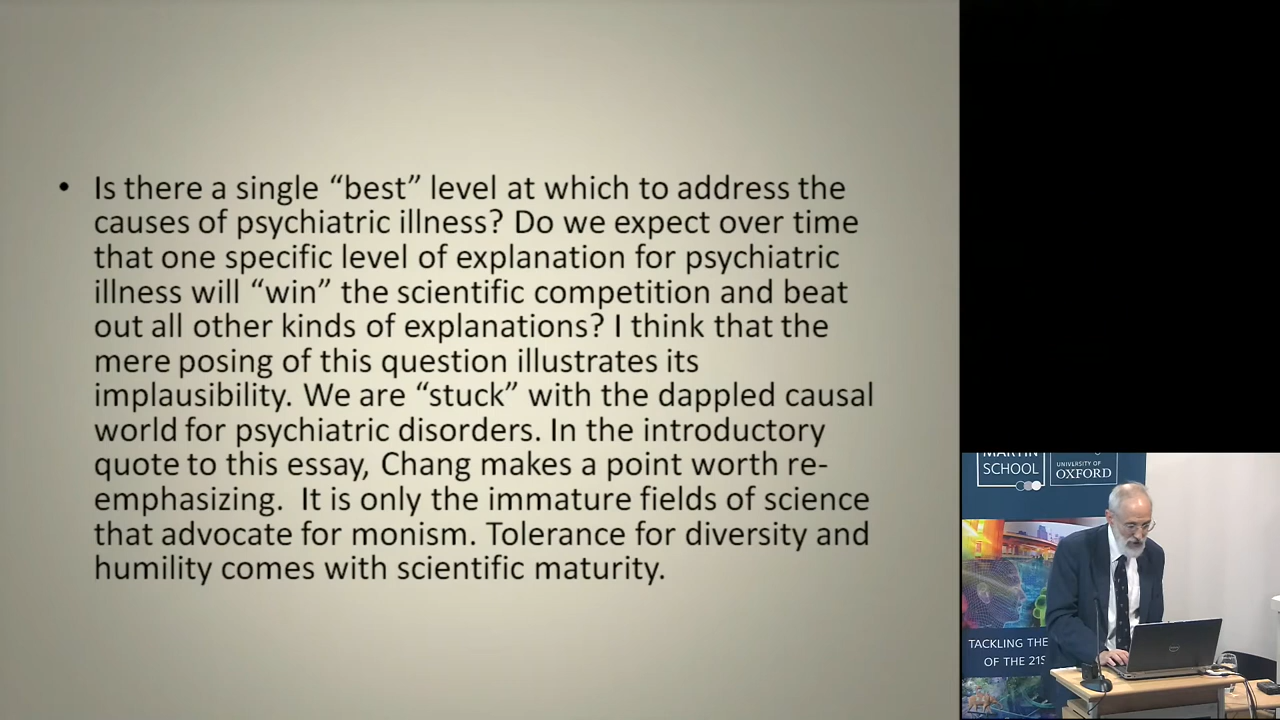 • Is there a single “best” level at which to address the
causes of psychiatric illness? Do we expect over time
that one specific level of explanation for psychiatric
illness will “win” the scientific competition and beat
out all other kinds of explanations? I think that the
mere posing of this question illustrates its
implausibility. We are “stuck” with the dappled causal
world for psychiatric disorders. In the introductory
quote to this essay, Chang makes a point worth re-
emphasizing.  It is only the immature fields of science
that advocate for monism. Tolerance for diversity and
humility comes with scientific maturity.
MARTIN
SCHOOL
UNIVERSITY OF
OXFORD
TACKLING THE
OF THE 21S
DELL